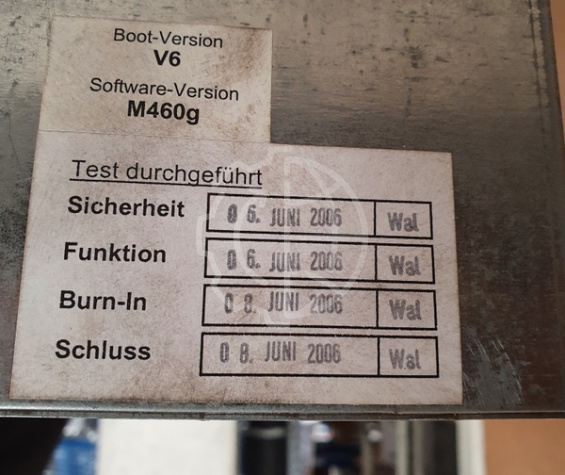 Boot-Version
V6
Software-Version
M460g
Test durchgeführt
Sicherheit 06. JUNI 2006 Wal
Funktion 06. JUNI 2006 Wal
Burn-In 08. JUNI 2006 Wal
Schluss 08. JUNI 2006 Wal